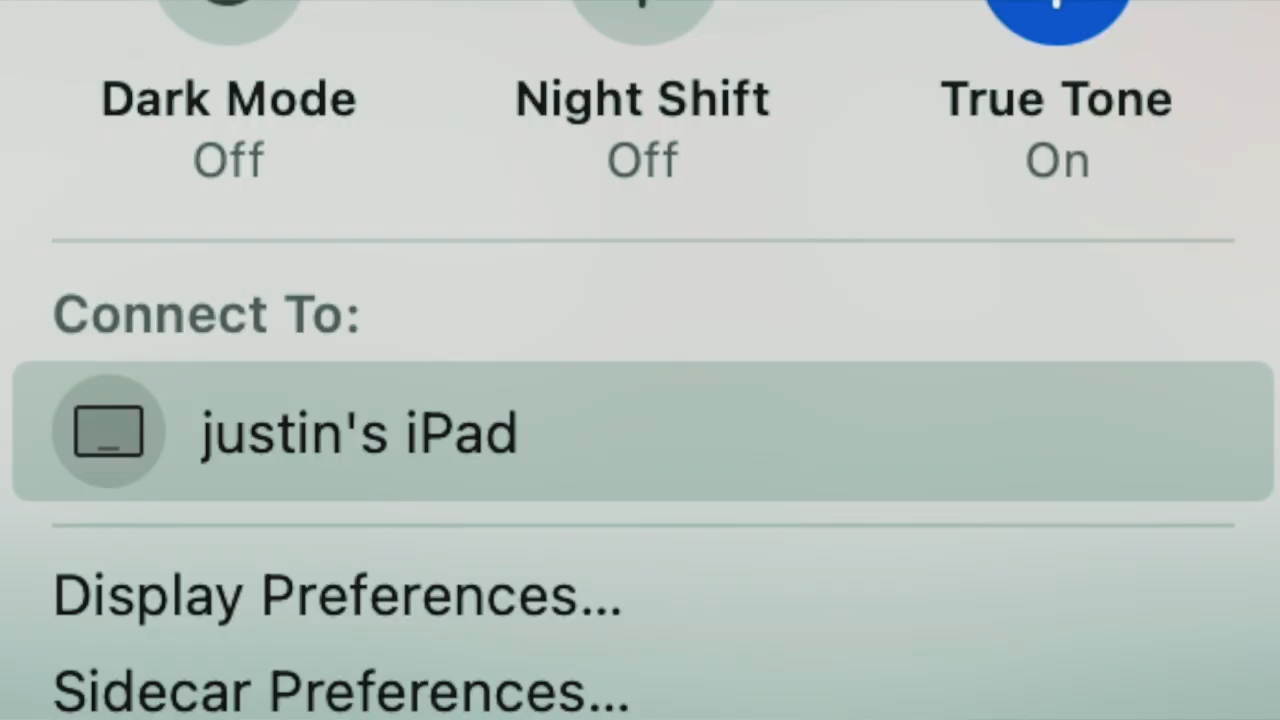 Dark Mode Night Shift True Tone
Off Off On
Connect To:
justin's iPad
Display Preferences...
Sidecar Preferences...